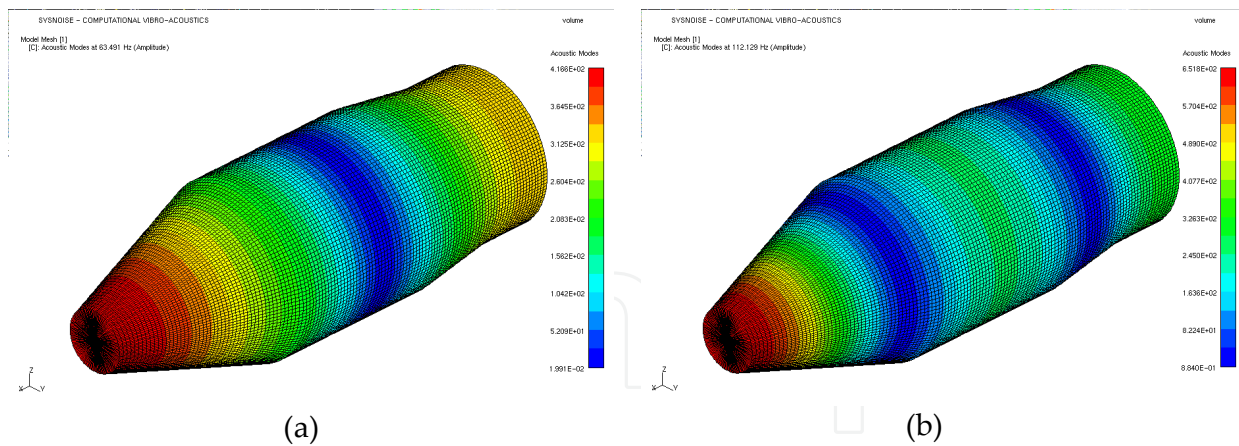 SYSNOISE - COMPUTATIONAL VIBRO-ACOUSTICS
volume
Model Mesh [1]
[C]: Acoustic Modes at 63.491 Hz (Amplitude)
Acoustic Modes
4.166E+02
3.645E+02
3.125E+02
2.604E+02
2.083E+02
1.562E+02
1.042E+02
5.209E+01
1.991E-02
Z
X Y
(a)
SYSNOISE - COMPUTATIONAL VIBRO-ACOUSTICS
volume
Model Mesh [1]
[C]: Acoustic Modes at 112.129 Hz (Amplitude)
Acoustic Modes
6.518E+02
5.704E+02
4.890E+02
4.077E+02
3.263E+02
2.450E+02
1.636E+02
8.224E+01
8.840E-01
Z
X Y
(b)